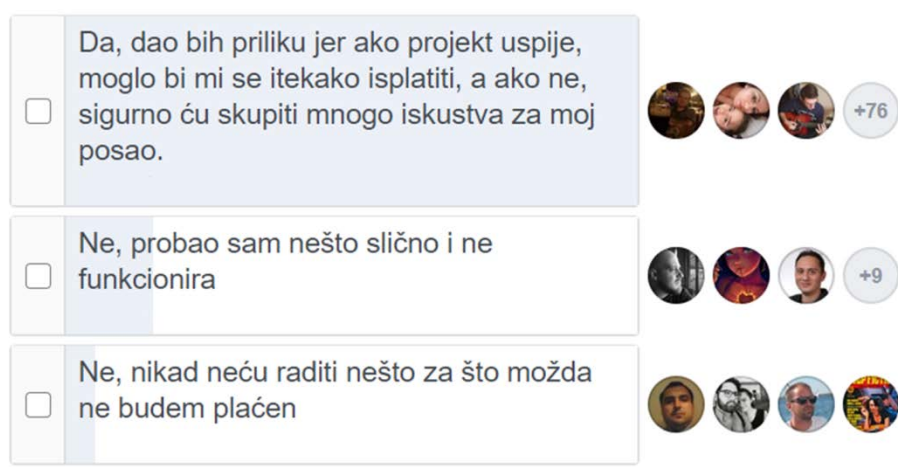 Da, dao bih priliku jer ako projekt uspije,
moglo bi mi se itekako isplatiti, a ako ne,
sigurno ću skupiti mnogo iskustva za moj
posao.
+76
Ne, probao sam nešto slično i ne
funkcionira
+9
Ne, nikad neću raditi nešto za što možda
ne budem plaćen